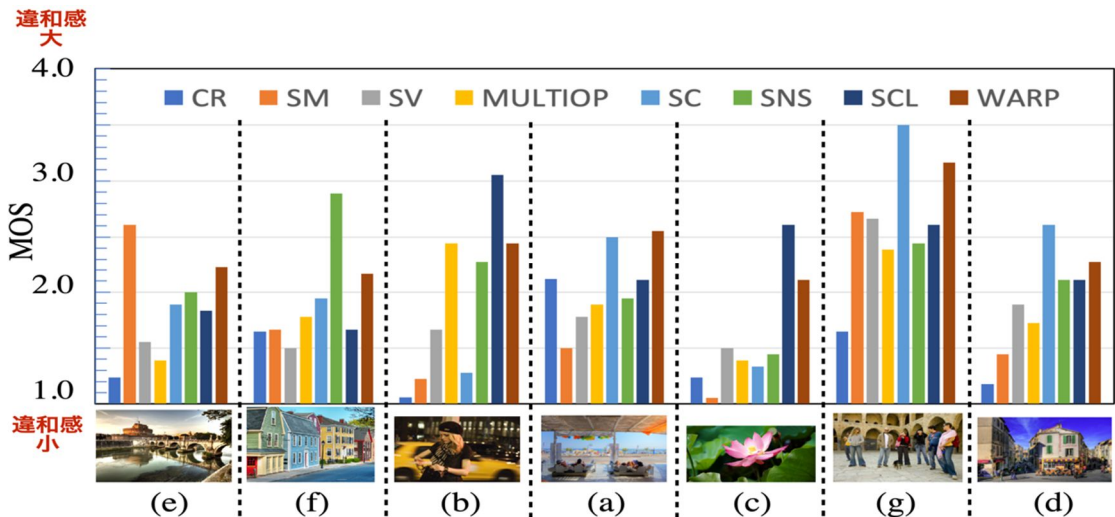 違和感
大
4.0
CR SM SV MULTIOP SC SNS SCL WARP
3.0
MOS
2.0
1.0
違和感
小
(e) (f) (b) (a) (c) (g) (d)